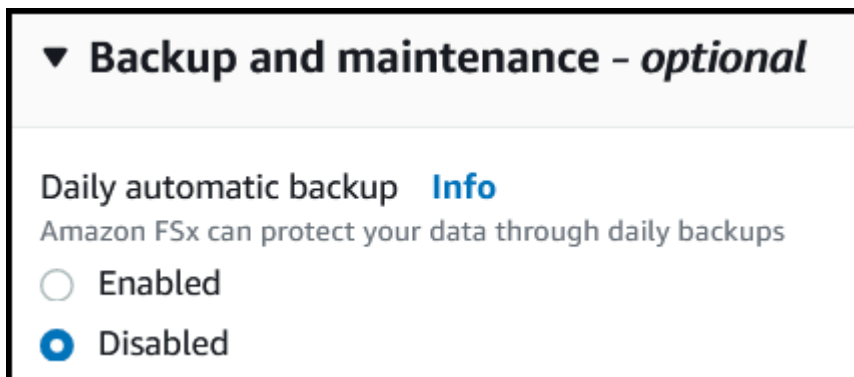 Backup and maintenance - optional
Daily automatic backup Info
Amazon FSx can protect your data through daily backups
Enabled
Disabled